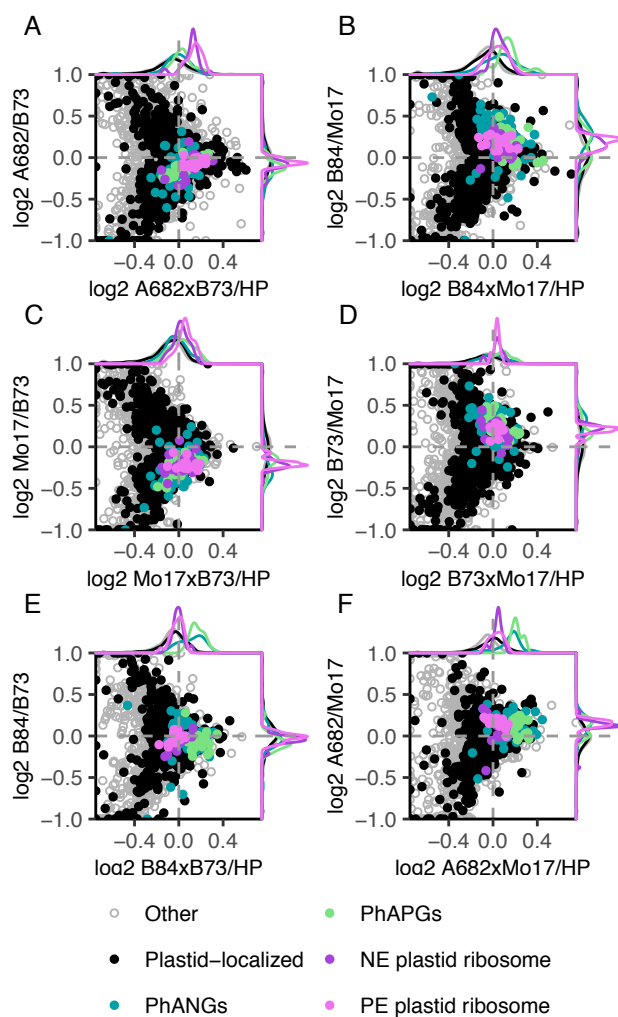 A
B
1.0
0.5
0.0
−0.5
−1.0
log2 A682/B73
−0.4 0.0 0.4
log2 A682xB73/HP
1.0
0.5
0.0
−0.5
−1.0
log2 B84/Mo17
−0.4 0.0 0.4
log2 B84xMo17/HP
C
D
1.0
0.5
0.0
−0.5
−1.0
log2 Mo17/B73
−0.4 0.0 0.4
log2 Mo17xB73/HP
1.0
0.5
0.0
−0.5
−1.0
log2 B73/Mo17
−0.4 0.0 0.4
log2 B73xMo17/HP
E
F
1.0
0.5
0.0
−0.5
−1.0
log2 B84/B73
−0.4 0.0 0.4
log2 B84xB73/HP
1.0
0.5
0.0
−0.5
−1.0
log2 A682/Mo17
−0.4 0.0 0.4
log2 A682xMo17/HP
Other
PhAPGs
Plastid−localized
NE plastid ribosome
PhANGs
PE plastid ribosome